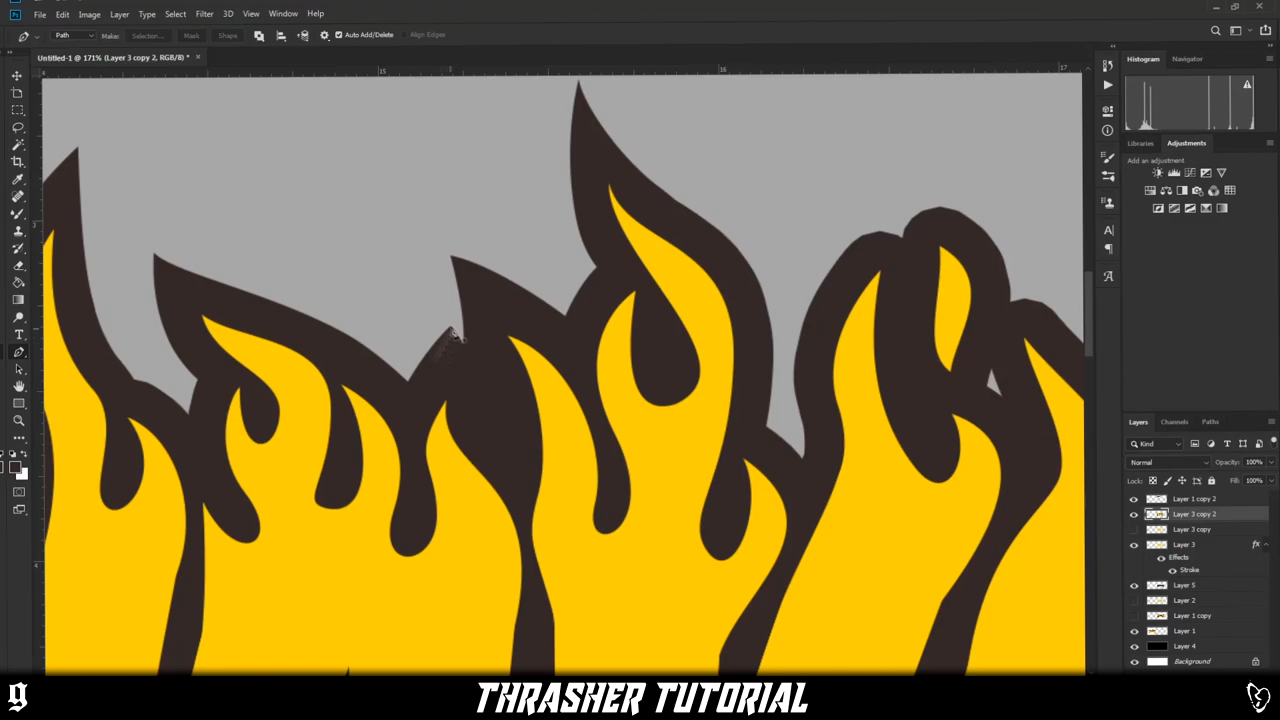 File Edit Image Layer Type Select Filter 3D View Window Help
Path Make: Selection... Mask Shape Auto Add/Delete Align Edges
Untitled-1 @ 171% (Layer 3 copy 2, RGB/8) * ×
15 16 17
3
4
Histogram Navigator
Libraries Adjustments
Add an adjustment
Layers Channels Paths
Kind
Normal Opacity: 100%
Lock: Fill: 100%
Layer 1 copy 2
Layer 3 copy 2
Layer 3 copy
Layer 3 fx
Effects
Stroke
Layer 5
Layer 2
Layer 1 copy
Layer 1
Layer 4
Background
THRASHER TUTORIAL